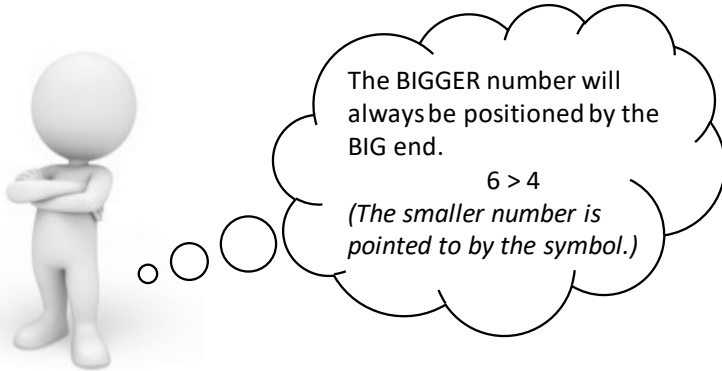 The BIGGER number will
always be positioned by the
BIG end.
6 > 4
(The smaller number is
pointed to by the symbol.)